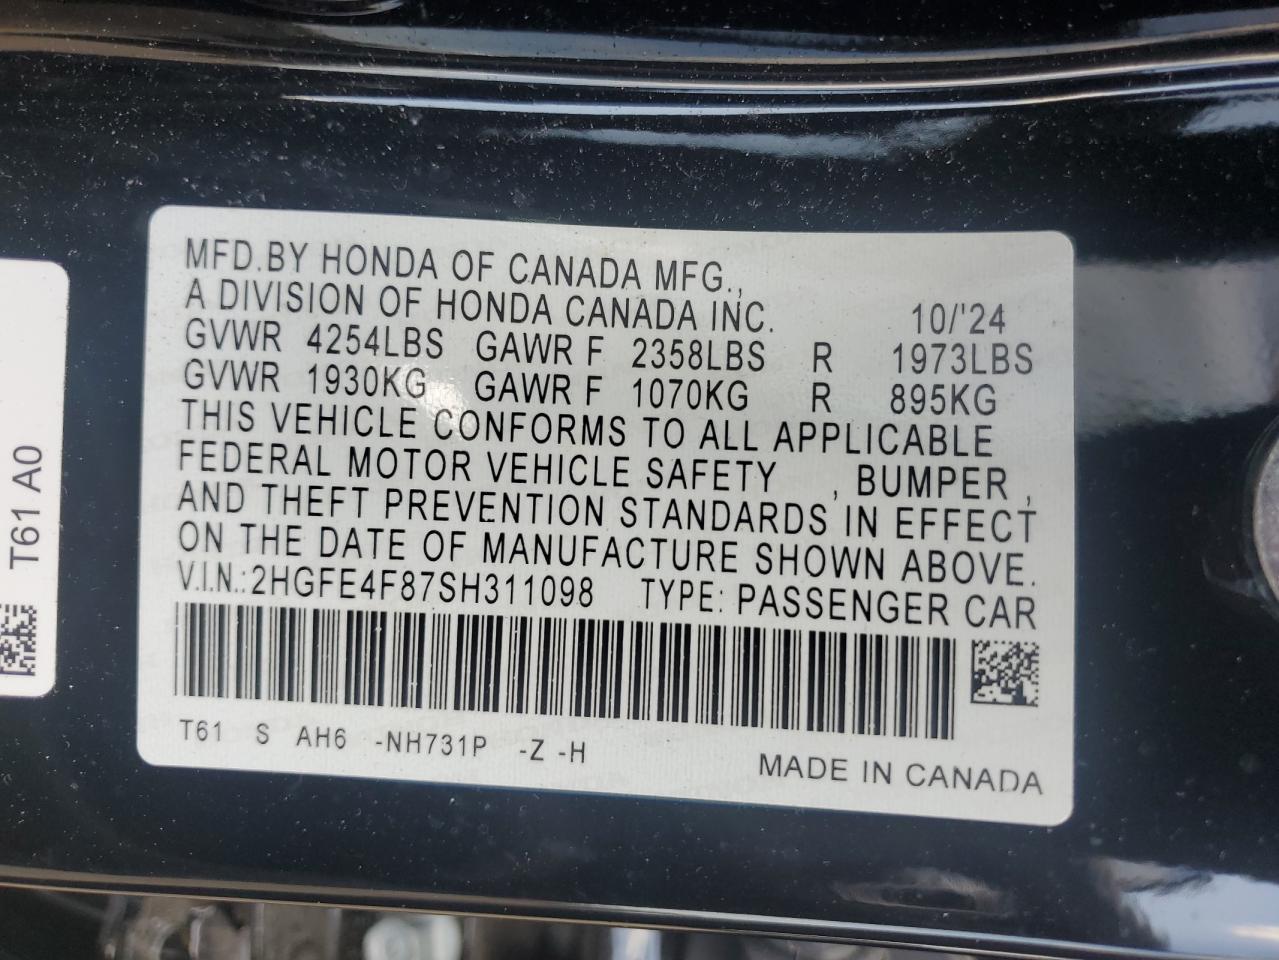 MFD.BY HONDA OF CANADA MFG.,
A DIVISION OF HONDA CANADA INC. 10/'24
GVWR 4254LBS GAWR F 2358LBS R 1973LBS
GVWR 1930KG GAWR F 1070KG R 895KG
THIS VEHICLE CONFORMS TO ALL APPLICABLE
FEDERAL MOTOR VEHICLE SAFETY , BUMPER ,
AND THEFT PREVENTION STANDARDS IN EFFECT
ON THE DATE OF MANUFACTURE SHOWN ABOVE.
V.I.N.:2HGFE4F87SH311098 TYPE: PASSENGER CAR
T61 S AH6 -NH731P -Z -H
MADE IN CANADA
T61 A0